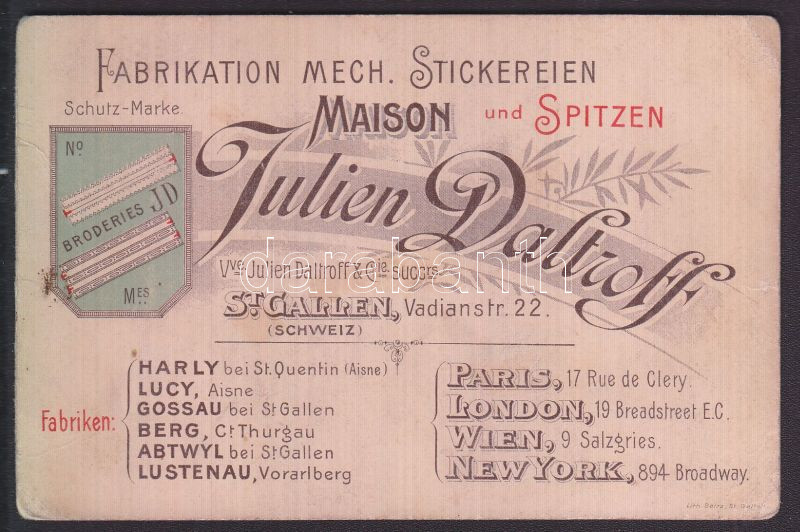 FABRIKATION MECH. STICKEREIEN
Schutz-Marke.
MAISON und SPITZEN
No
BRODERIES JD
MES
Julien Daltroff
Vve Julien Daltroff & Cie. succrs.
ST GALLEN, Vadianstr. 22.
(SCHWEIZ)
Fabriken:
HARLY bei St. Quentin (Aisne)
LUCY, Aisne
GOSSAU bei St Gallen
BERG, Ct Thurgau
ABTWYL bei St Gallen
LUSTENAU, Vorarlberg
PARIS, 17 Rue de Clery.
LONDON, 19 Breadstreet E.C.
WIEN, 9 Salzgries.
NEW YORK, 894 Broadway.
darabanth